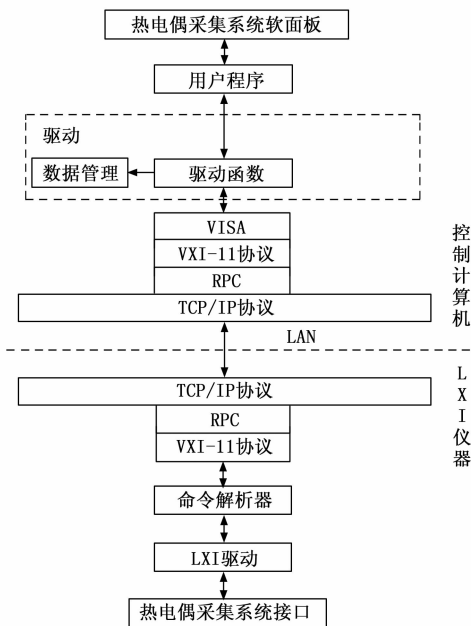 热电偶采集系统软面板
用户程序
驱动
数据管理
驱动函数
VISA
VXI-11协议
RPC
TCP/IP协议
控制计算机
LAN
TCP/IP协议
RPC
VXI-11协议
LXI仪器
命令解析器
LXI驱动
热电偶采集系统接口